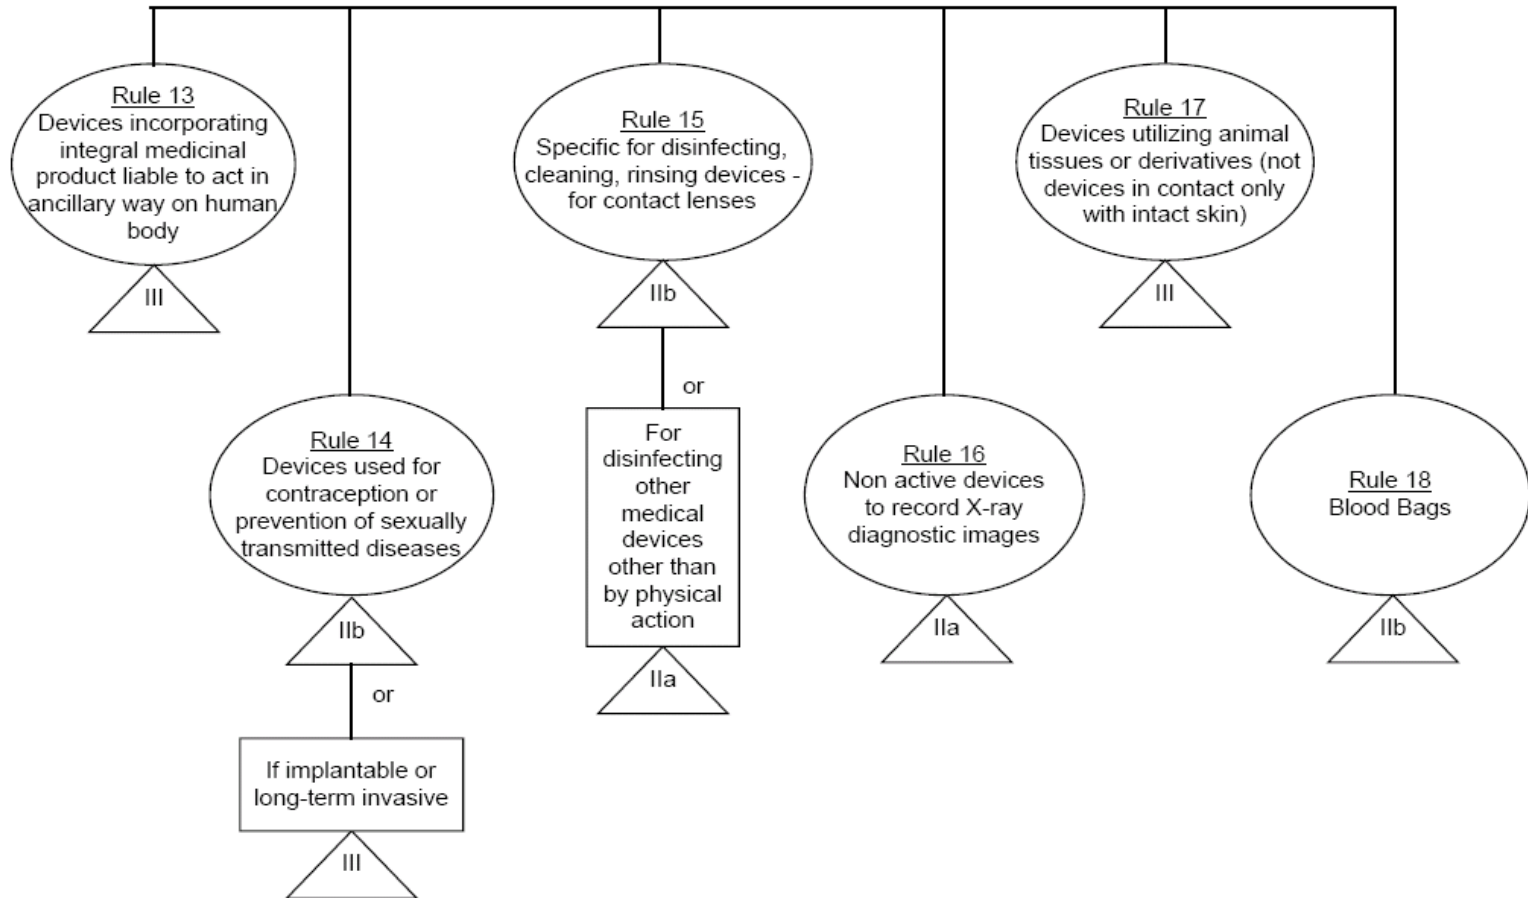 Rule 13
Devices incorporating
integral medicinal
product liable to act in
ancillary way on human
body
III
Rule 14
Devices used for
contraception or
prevention of sexually
transmitted diseases
IIb
or
If implantable or
long-term invasive
III
Rule 15
Specific for disinfecting,
cleaning, rinsing devices -
for contact lenses
IIb
or
For
disinfecting
other
medical
devices
other than
by physical
action
IIa
Rule 16
Non active devices
to record X-ray
diagnostic images
IIa
Rule 17
Devices utilizing animal
tissues or derivatives (not
devices in contact only
with intact skin)
III
Rule 18
Blood Bags
IIb